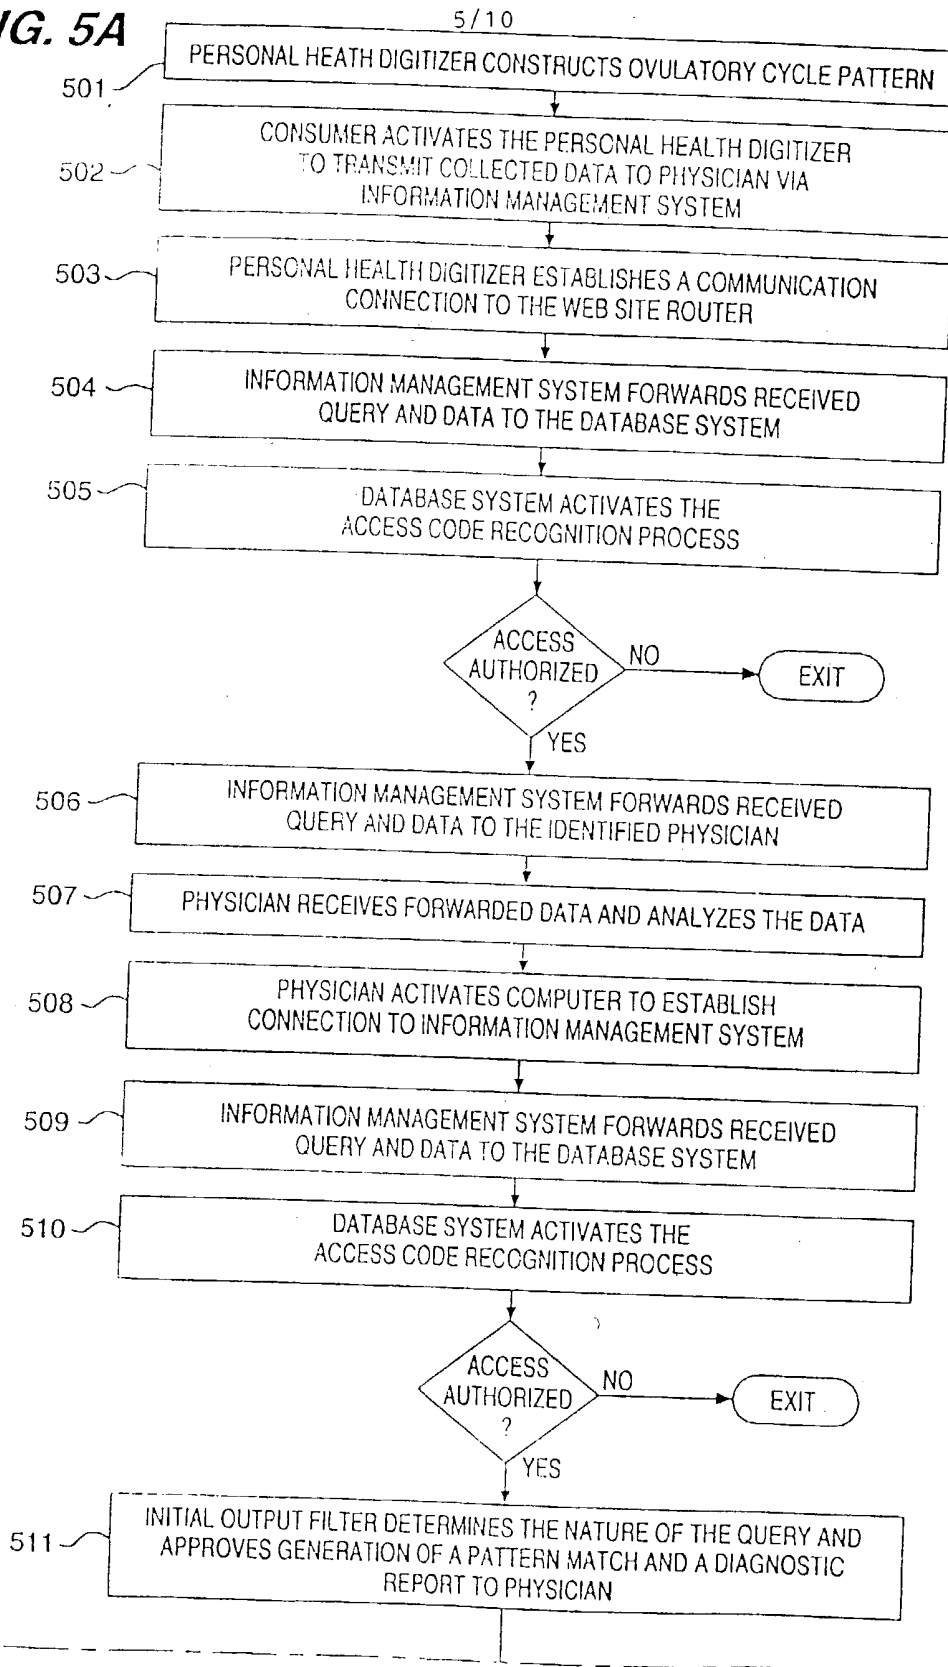 5/10
IG. 5A
501
PERSONAL HEATH DIGITIZER CONSTRUCTS OVULATORY CYCLE PATTERN
502
CONSUMER ACTIVATES THE PERSONAL HEALTH DIGITIZER
TO TRANSMIT COLLECTED DATA TO PHYSICIAN VIA
INFORMATION MANAGEMENT SYSTEM
503
PERSONAL HEALTH DIGITIZER ESTABLISHES A COMMUNICATION
CONNECTION TO THE WEB SITE ROUTER
504
INFORMATION MANAGEMENT SYSTEM FORWARDS RECEIVED
QUERY AND DATA TO THE DATABASE SYSTEM
505
DATABASE SYSTEM ACTIVATES THE
ACCESS CODE RECOGNITION PROCESS
ACCESS
AUTHORIZED
?
NO
EXIT
YES
506
INFORMATION MANAGEMENT SYSTEM FORWARDS RECEIVED
QUERY AND DATA TO THE IDENTIFIED PHYSICIAN
507
PHYSICIAN RECEIVES FORWARDED DATA AND ANALYZES THE DATA
508
PHYSICIAN ACTIVATES COMPUTER TO ESTABLISH
CONNECTION TO INFORMATION MANAGEMENT SYSTEM
509
INFORMATION MANAGEMENT SYSTEM FORWARDS RECEIVED
QUERY AND DATA TO THE DATABASE SYSTEM
510
DATABASE SYSTEM ACTIVATES THE
ACCESS CODE RECOGNITION PROCESS
ACCESS
AUTHORIZED
?
NO
EXIT
YES
511
INITIAL OUTPUT FILTER DETERMINES THE NATURE OF THE QUERY AND
APPROVES GENERATION OF A PATTERN MATCH AND A DIAGNOSTIC
REPORT TO PHYSICIAN